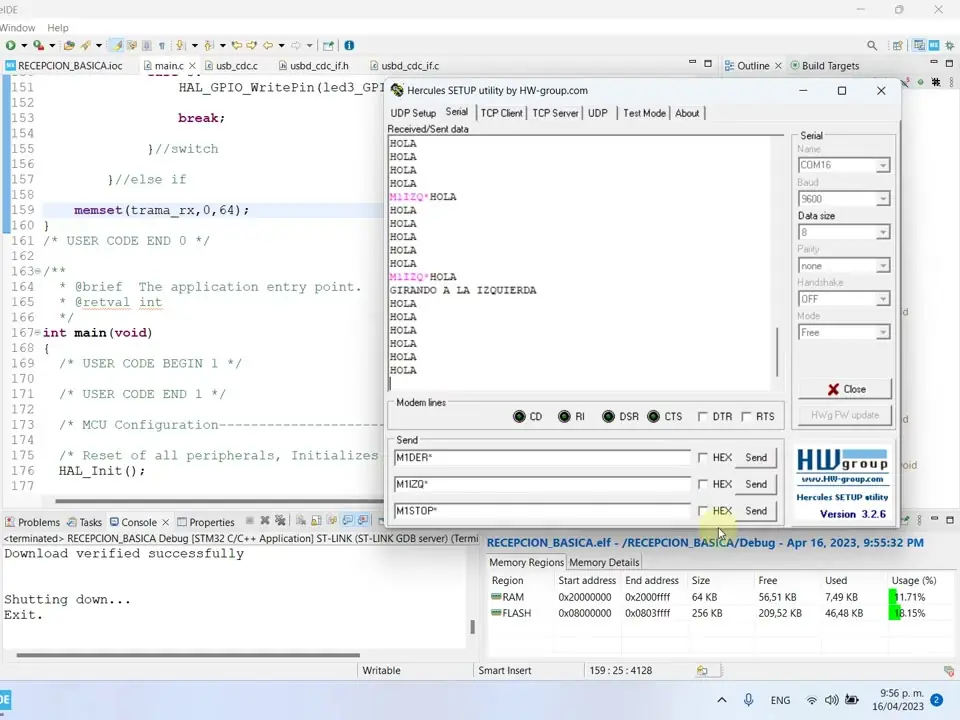 eIDE
Window Help
RECEPCION_BASICA.ioc main.c usb_cdc.c usbd_cdc_if.h usbd_cdc_if.c
Outline Build Targets
151 HAL_GPIO_WritePin(led3_GPI
152
153 break;
154
155 }//switch
156
157 }//else if
158
159 memset(trama_rx,0,64);
160 }
161 /* USER CODE END 0 */
162
163 /**
164 * @brief The application entry point.
165 * @retval int
166 */
167 int main(void)
168 {
169 /* USER CODE BEGIN 1 */
170
171 /* USER CODE END 1 */
172
173 /* MCU Configuration--------------------
174
175 /* Reset of all peripherals, Initializes
176 HAL_Init();
177
Hercules SETUP utility by HW-group.com
UDP Setup Serial TCP Client TCP Server UDP Test Mode About
Received/Sent data
HOLA
HOLA
HOLA
HOLA
M1IZQ*HOLA
HOLA
HOLA
HOLA
HOLA
HOLA
M1IZQ*HOLA
GIRANDO A LA IZQUIERDA
HOLA
HOLA
HOLA
HOLA
HOLA
HOLA
Serial
Name
COM16
Baud
9600
Data size
8
Parity
none
Handshake
OFF
Mode
Free
Close
HWg FW update
Modem lines
CD RI DSR CTS DTR RTS
Send
M1DER* HEX Send
M1IZQ* HEX Send
M1STOP* HEX Send
HWgroup
www.HW-group.com
Hercules SETUP utility
Version 3.2.6
void
Problems Tasks Console Properties
<terminated> RECEPCION_BASICA Debug [STM32 C/C++ Application] ST-LINK (ST-LINK GDB server) (Termi
Download verified successfully
Shutting down...
Exit.
RECEPCION_BASICA.elf - /RECEPCION_BASICA/Debug - Apr 16, 2023, 9:55:32 PM
Memory Regions Memory Details
Region Start address End address Size Free Used Usage (%)
RAM 0x20000000 0x2000ffff 64 KB 56,51 KB 7,49 KB 11.71%
FLASH 0x08000000 0x0803ffff 256 KB 209,52 KB 46,48 KB 18.15%
Writable Smart Insert 159 : 25 : 4128
DE
ENG
9:56 p. m.
16/04/2023
2